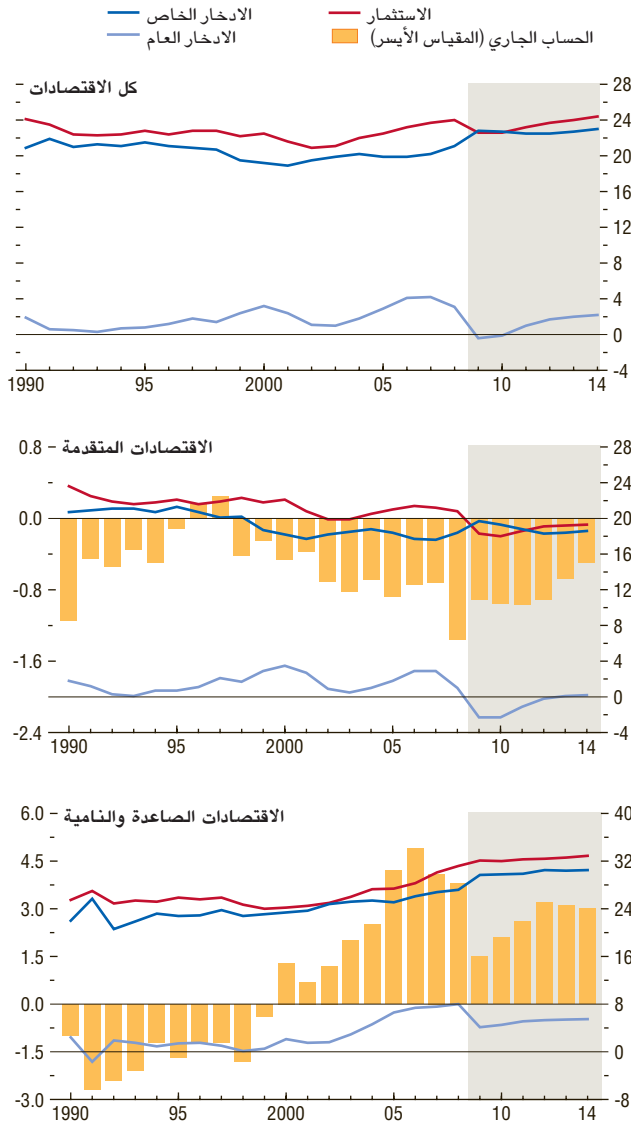 الادخار الخاص
الاستثمار
الادخار العام
الحساب الجاري (المقياس الأيسر)
كل الاقتصادات
28
24
20
16
12
8
4
0
-4
1990 95 2000 05 10 14
الاقتصادات المتقدمة
0.8 28
24
0.0 20
16
-0.8 12
8
-1.6 4
0
-2.4 -4
1990 95 2000 05 10 14
الاقتصادات الصاعدة والنامية
6.0 40
4.5 32
3.0 24
1.5 16
0.0 8
-1.5 0
-3.0 -8
1990 95 2000 05 10 14